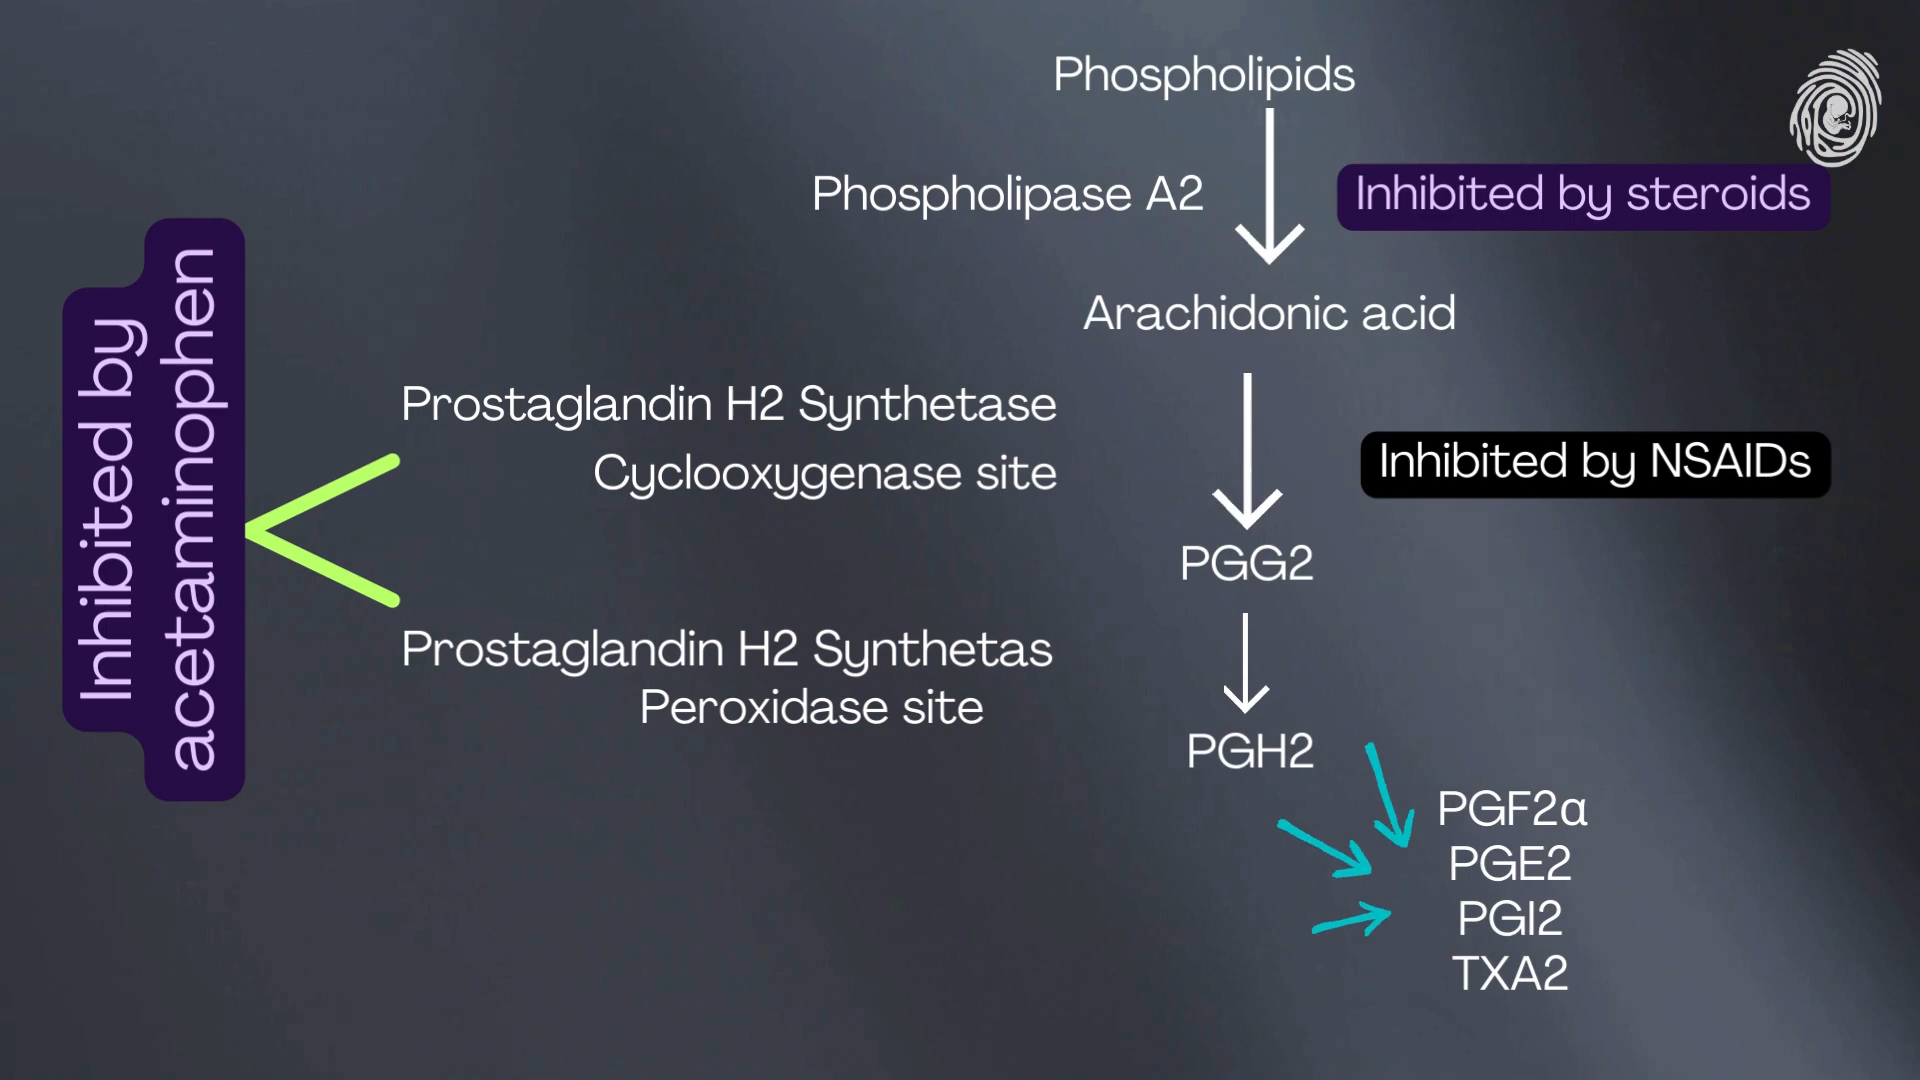 Phospholipids
Phospholipase A2
Inhibited by steroids
Arachidonic acid
Inhibited by
acetaminophen
Prostaglandin H2 Synthetase
Cyclooxygenase site
Inhibited by NSAIDs
PGG2
Prostaglandin H2 Synthetas
Peroxidase site
PGH2
PGF2α
PGE2
PGI2
TXA2